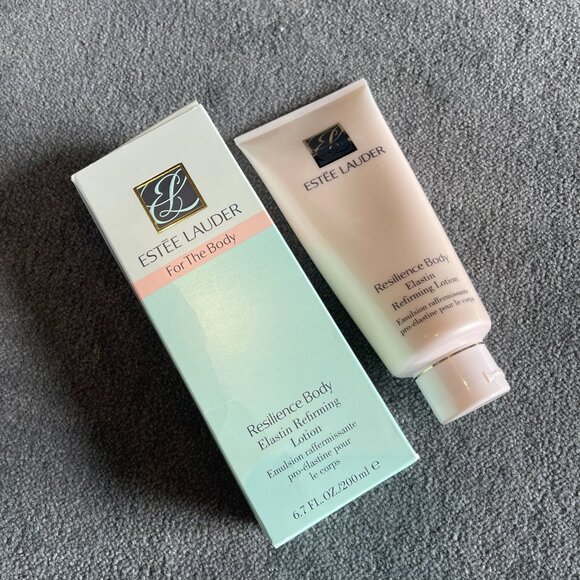 EL
ESTĒE LAUDER
For The Body
Resilience Body
Elastin Refirming
Lotion
Emulsion raffermissante
pro-élastine pour
le corps
6.7 FL.OZ./200 ml ℮
EL
ESTĒE LAUDER
Resilience Body
Elastin
Refirming Lotion
Emulsion raffermissante
pro-élastine pour le corps